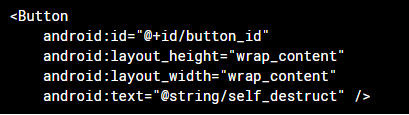 <Button
    android:id="@+id/button_id"
    android:layout_height="wrap_content"
    android:layout_width="wrap_content"
    android:text="@string/self_destruct" />